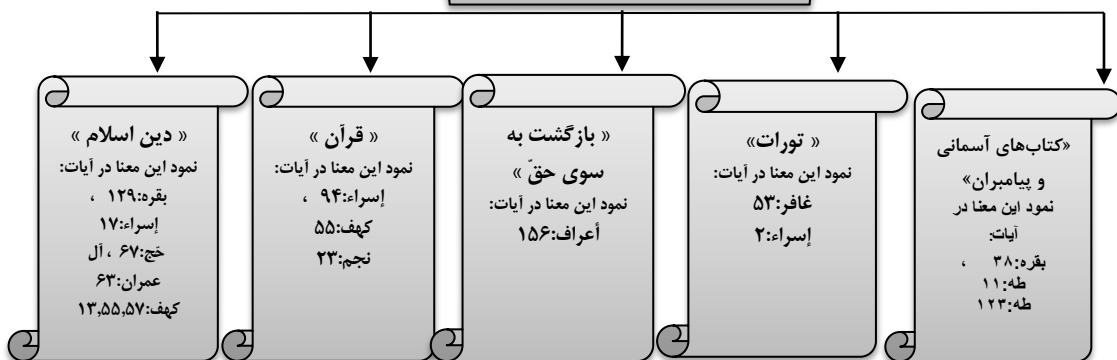 « دین اسلام »
نمود این معنا در آیات:
بقره:۱۲۹ ،
إسراء:۱۷
حَج:۶۷ ، آل
عمران:۶۳
کهف:۱۳,۵۵,۵۷
« قرآن »
نمود این معنا در آیات:
إسراء:۹۴ ،
کهف:۵۵
نجم:۲۳
« بازگشت به
سوی حقّ »
نمود این معنا در آیات:
أعراف:۱۵۶
« تورات»
نمود این معنا در آیات:
غافر:۵۳
إسراء:۲
«کتاب‌های آسمانی
و پیامبران»
نمود این معنا در
آیات:
بقره:۳۸ ،
طه:۱۱
طه:۱۲۳